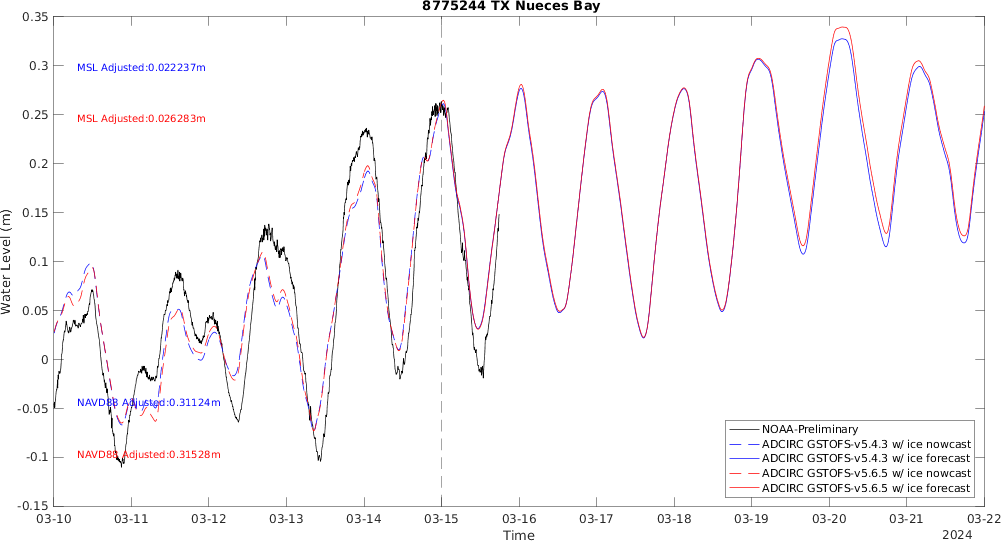 8775244 TX Nueces Bay
0.35
0.3
0.25
0.2
0.15
0.1
0.05
0
-0.05
-0.1
-0.15
Water Level (m)
MSL Adjusted:0.022237m
MSL Adjusted:0.026283m
NAVD88 Adjusted:0.31124m
NAVD88 Adjusted:0.31528m
NOAA-Preliminary
ADCIRC GSTOFS-v5.4.3 w/ ice nowcast
ADCIRC GSTOFS-v5.4.3 w/ ice forecast
ADCIRC GSTOFS-v5.6.5 w/ ice nowcast
ADCIRC GSTOFS-v5.6.5 w/ ice forecast
03-10 03-11 03-12 03-13 03-14 03-15 03-16 03-17 03-18 03-19 03-20 03-21 03-22
Time
2024